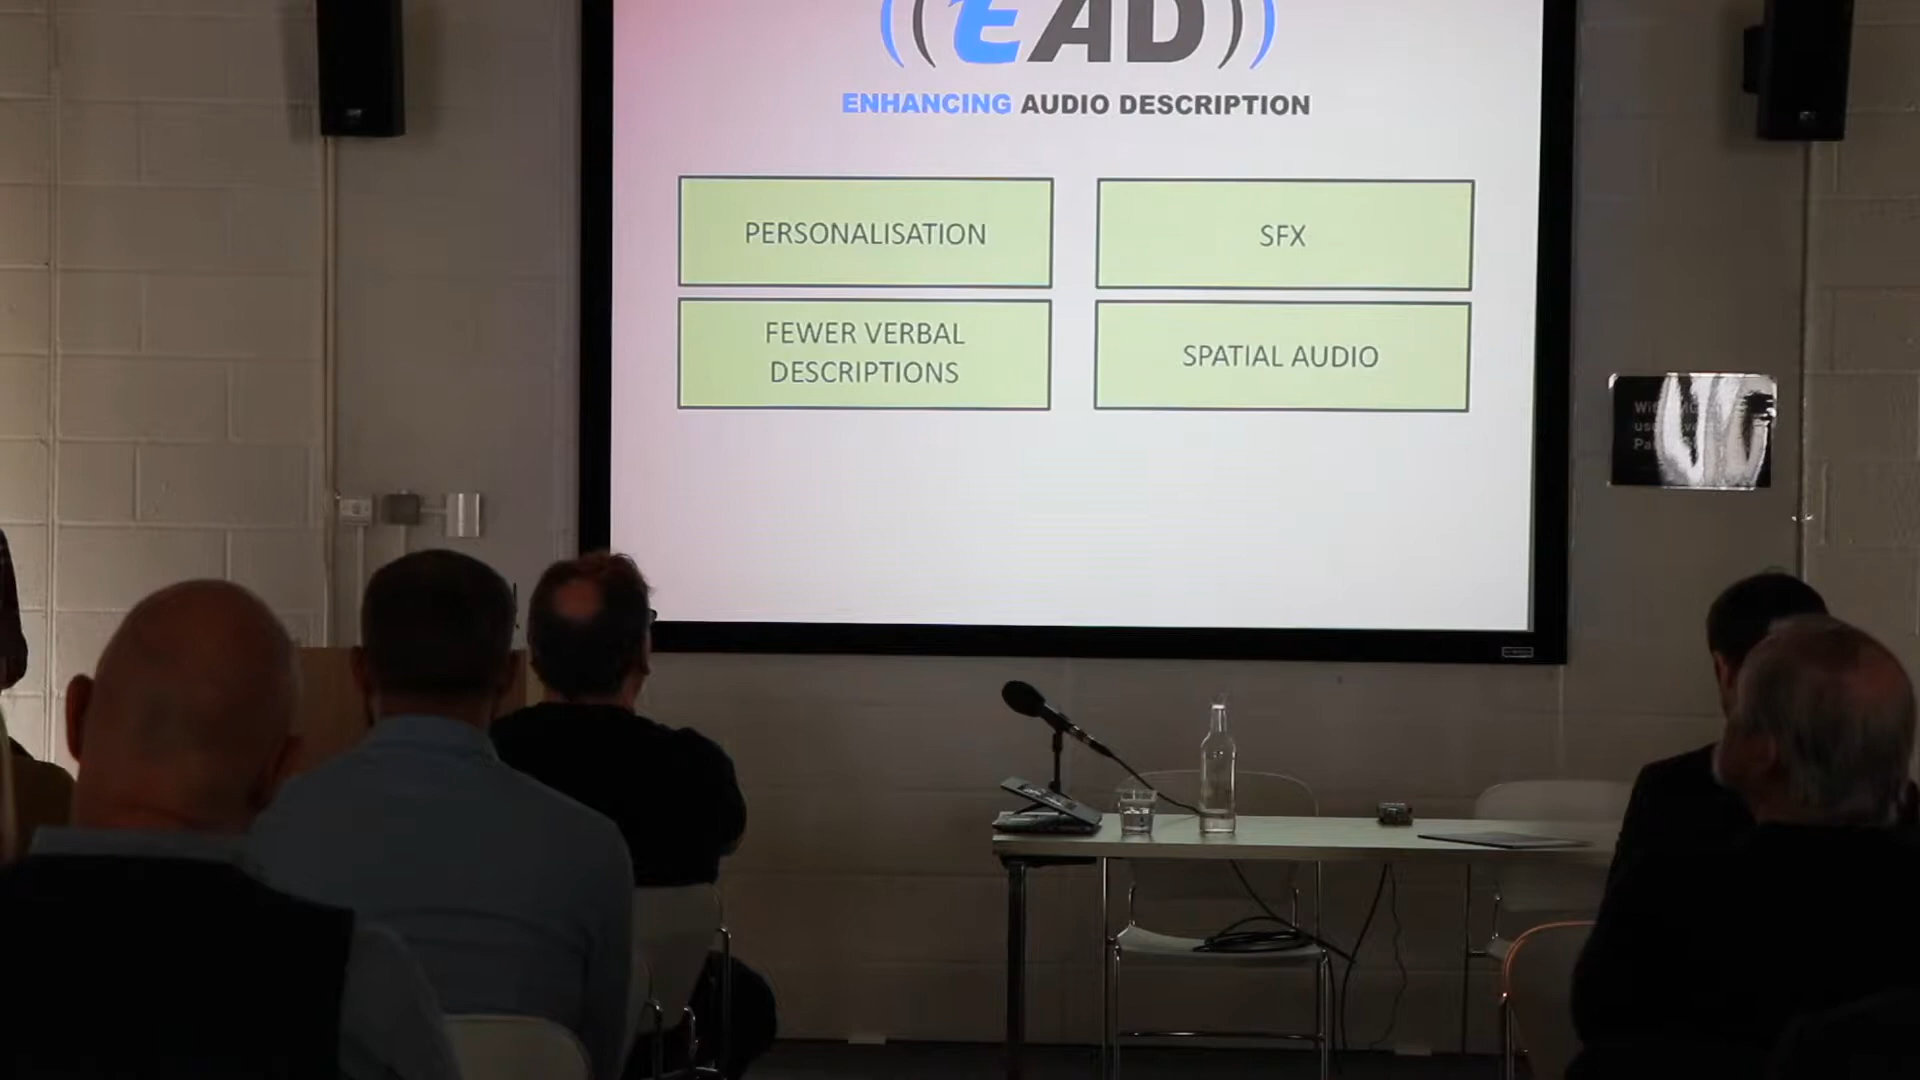 EAD
ENHANCING AUDIO DESCRIPTION
PERSONALISATION
SFX
FEWER VERBAL
DESCRIPTIONS
SPATIAL AUDIO